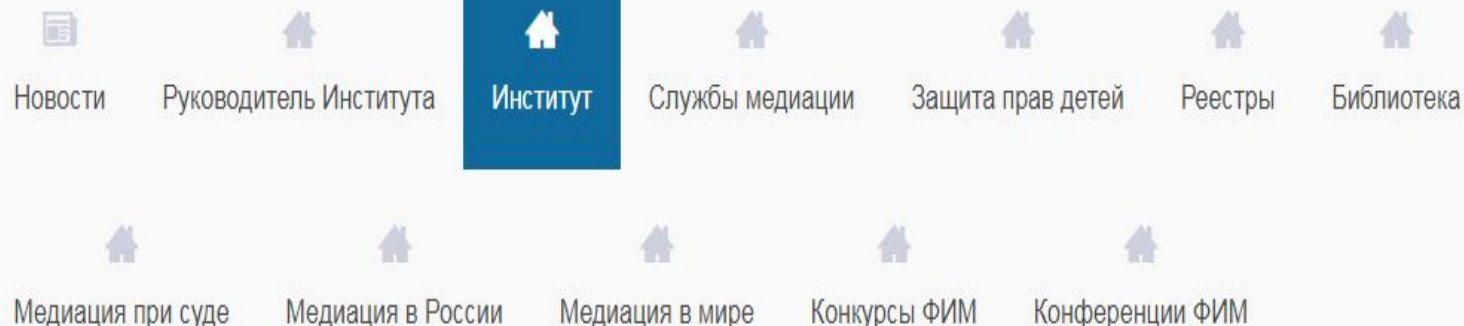 Новости Руководитель Института Институт Службы медиации Защита прав детей Реестры Библиотека
Медиация при суде Медиация в России Медиация в мире Конкурсы ФИМ Конференции ФИМ